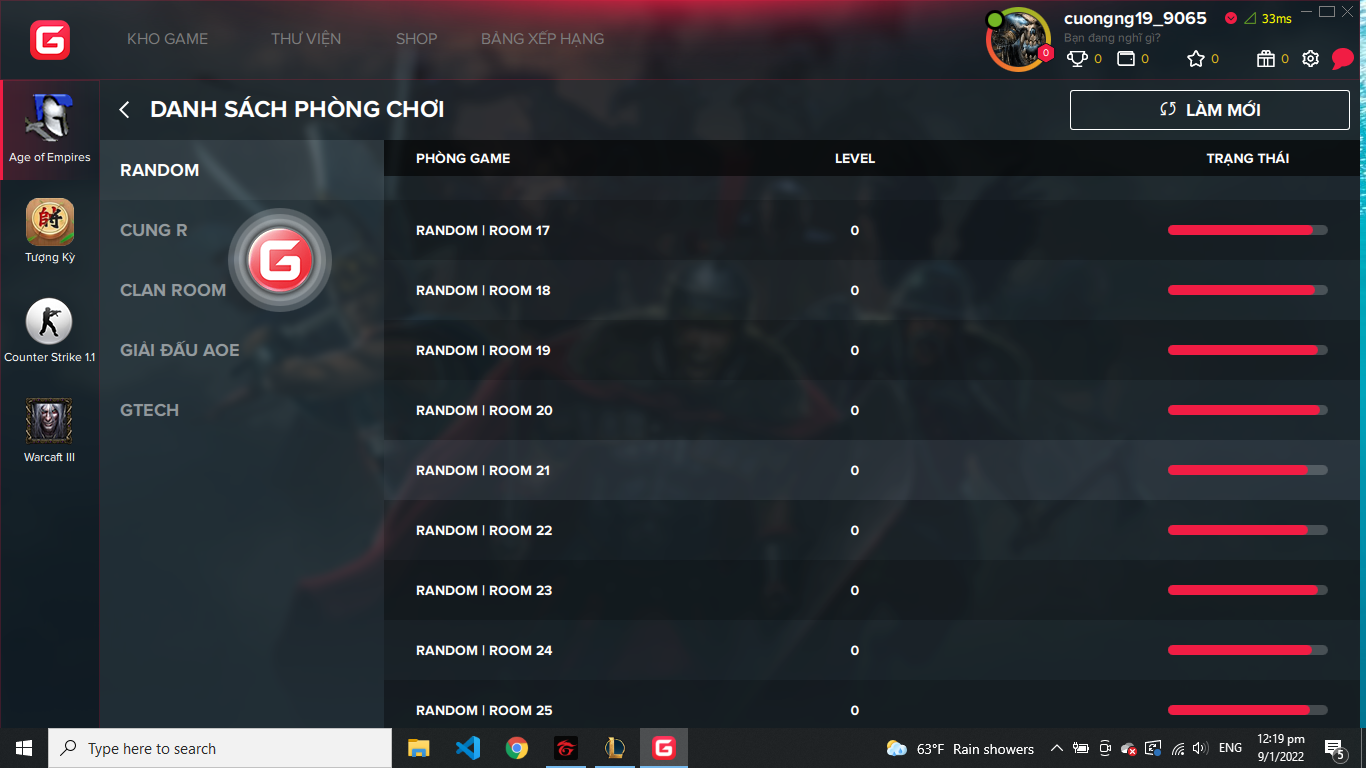 cuongng19_9065
33ms
Bạn đang nghĩ gì?
0
0
0
0
0
KHO GAME
THƯ VIỆN
SHOP
BẢNG XẾP HẠNG
DANH SÁCH PHÒNG CHƠI
LÀM MỚI
Age of Empires
Tượng Kỳ
Counter Strike 1.1
Warcaft III
RANDOM
CUNG R
CLAN ROOM
GIẢI ĐẤU AOE
GTECH
PHÒNG GAME LEVEL TRẠNG THÁI
RANDOM | ROOM 17 0
RANDOM | ROOM 18 0
RANDOM | ROOM 19 0
RANDOM | ROOM 20 0
RANDOM | ROOM 21 0
RANDOM | ROOM 22 0
RANDOM | ROOM 23 0
RANDOM | ROOM 24 0
RANDOM | ROOM 25 0
Type here to search
63°F Rain showers
ENG
12:19 pm
9/1/2022
5